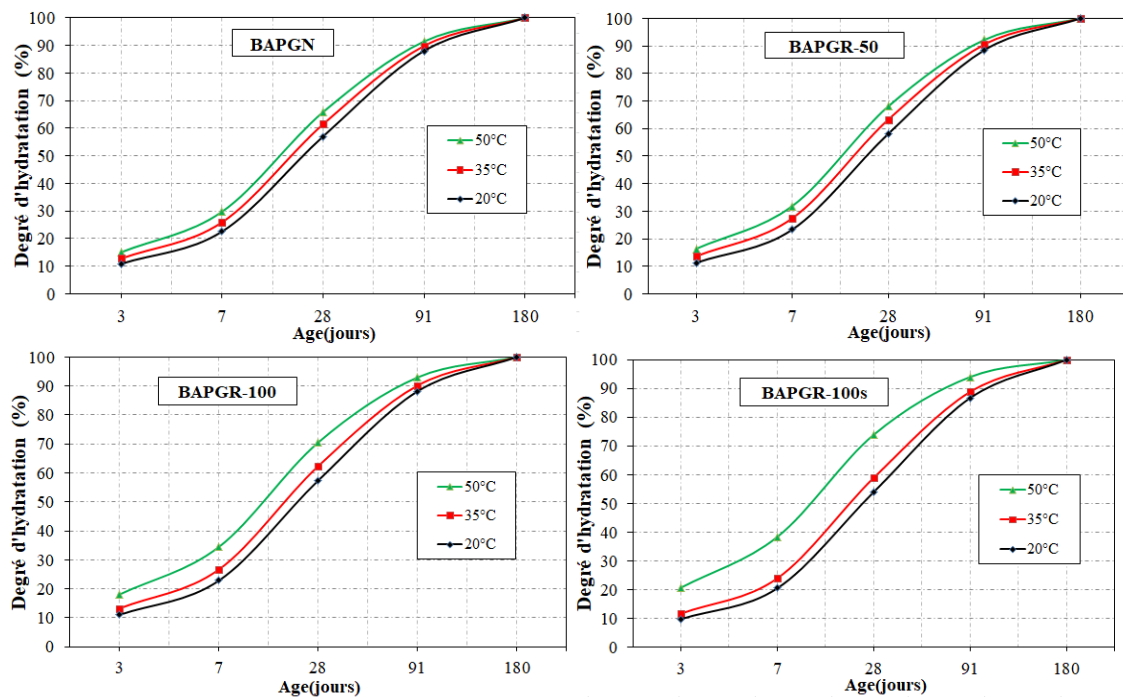 BAPGN
Degré d'hydratation (%)
100
90
80
70
60
50
40
30
20
10
0
50°C
35°C
20°C
3 7 28 91 180
Age(jours)
BAPGR-50
Degré d'hydratation (%)
100
90
80
70
60
50
40
30
20
10
0
50°C
35°C
20°C
3 7 28 91 180
Age(jours)
BAPGR-100
Degré d'hydratation (%)
100
90
80
70
60
50
40
30
20
10
0
50°C
35°C
20°C
3 7 28 91 180
Age(jours)
BAPGR-100s
Degré d'hydratation (%)
100
90
80
70
60
50
40
30
20
10
0
50°C
35°C
20°C
3 7 28 91 180
Age(jours)